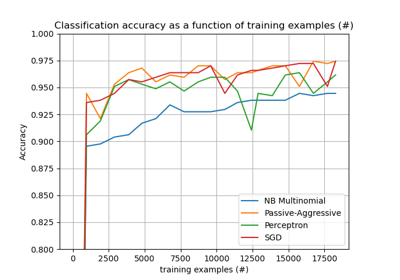 Classification accuracy as a function of training examples (#)
1.000
0.975
0.950
0.925
0.900
0.875
0.850
0.825
0.800
Accuracy
0 2500 5000 7500 10000 12500 15000 17500
training examples (#)
NB Multinomial
Passive-Aggressive
Perceptron
SGD